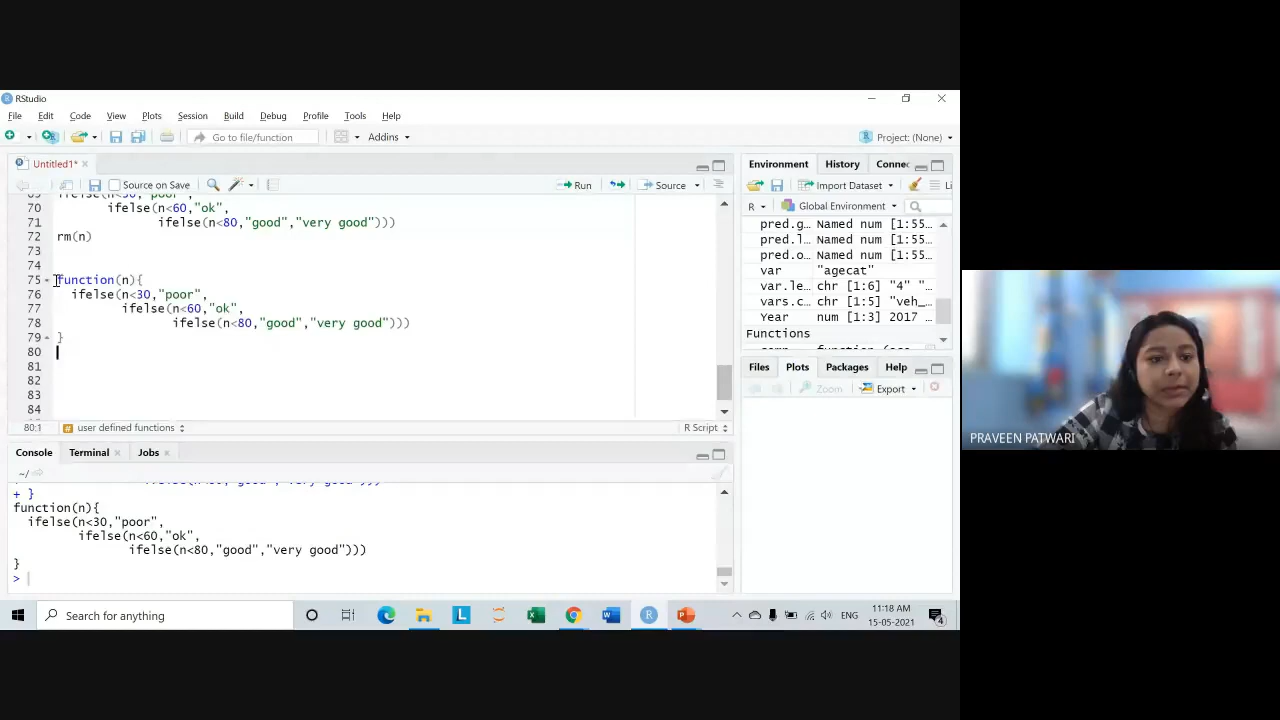 RStudio
File Edit Code View Plots Session Build Debug Profile Tools Help
Go to file/function
Addins
Project: (None)
Untitled1*
Source on Save
Run
Source
70 ifelse(n<60,"ok",
71 ifelse(n<80,"good","very good")))
72 rm(n)
73
74
75 function(n){
76 ifelse(n<30,"poor",
77 ifelse(n<60,"ok",
78 ifelse(n<80,"good","very good")))
79 }
80
81
82
83
84
80:1 user defined functions R Script
Console Terminal Jobs
~/
+ }
function(n){
ifelse(n<30,"poor",
ifelse(n<60,"ok",
ifelse(n<80,"good","very good")))
}
>
Environment History Connec
Import Dataset Li
R Global Environment
pred.g… Named num [1:55…
pred.l… Named num [1:55…
pred.o… Named num [1:55…
var "agecat"
var.le… chr [1:6] "4" "…
vars.c… chr [1:5] "veh_…
Year num [1:3] 2017 …
Functions
Files Plots Packages Help
Zoom Export
PRAVEEN PATWARI
Search for anything
ENG
11:18 AM
15-05-2021